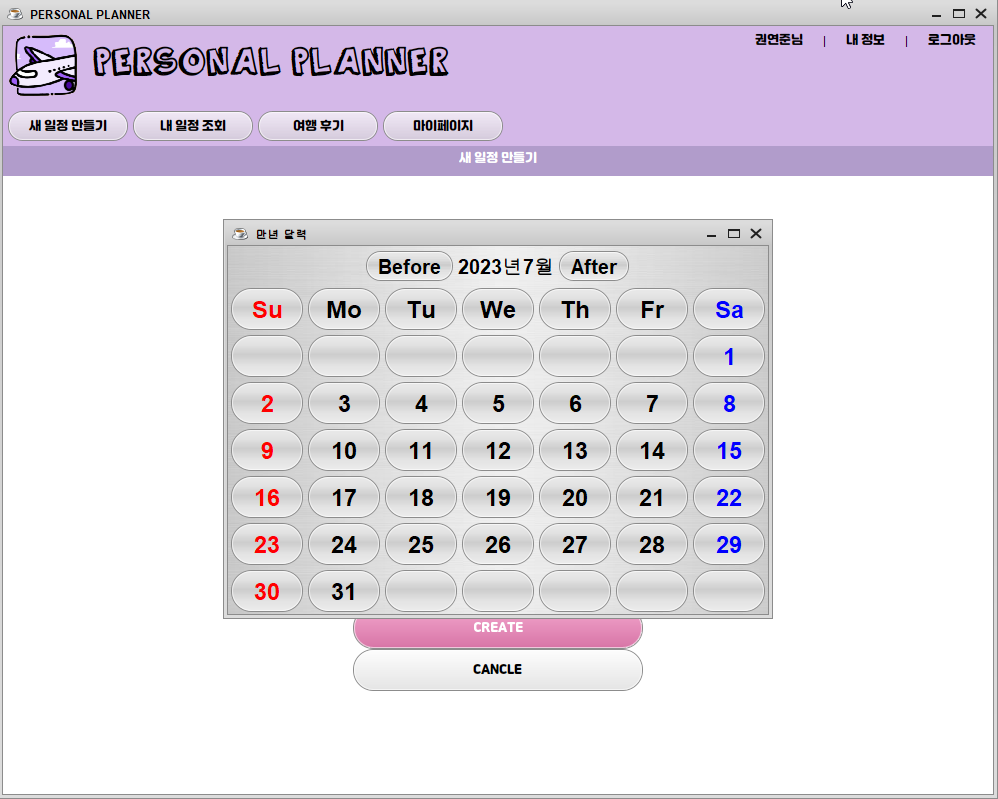 PERSONAL PLANNER
권연준님 | 내 정보 | 로그아웃
PERSONAL PLANNER
새 일정 만들기 내 일정 조회 여행 후기 마이페이지
새 일정 만들기
만년 달력
Before 2023년7월 After
Su Mo Tu We Th Fr Sa
1
2 3 4 5 6 7 8
9 10 11 12 13 14 15
16 17 18 19 20 21 22
23 24 25 26 27 28 29
30 31
CREATE
CANCLE